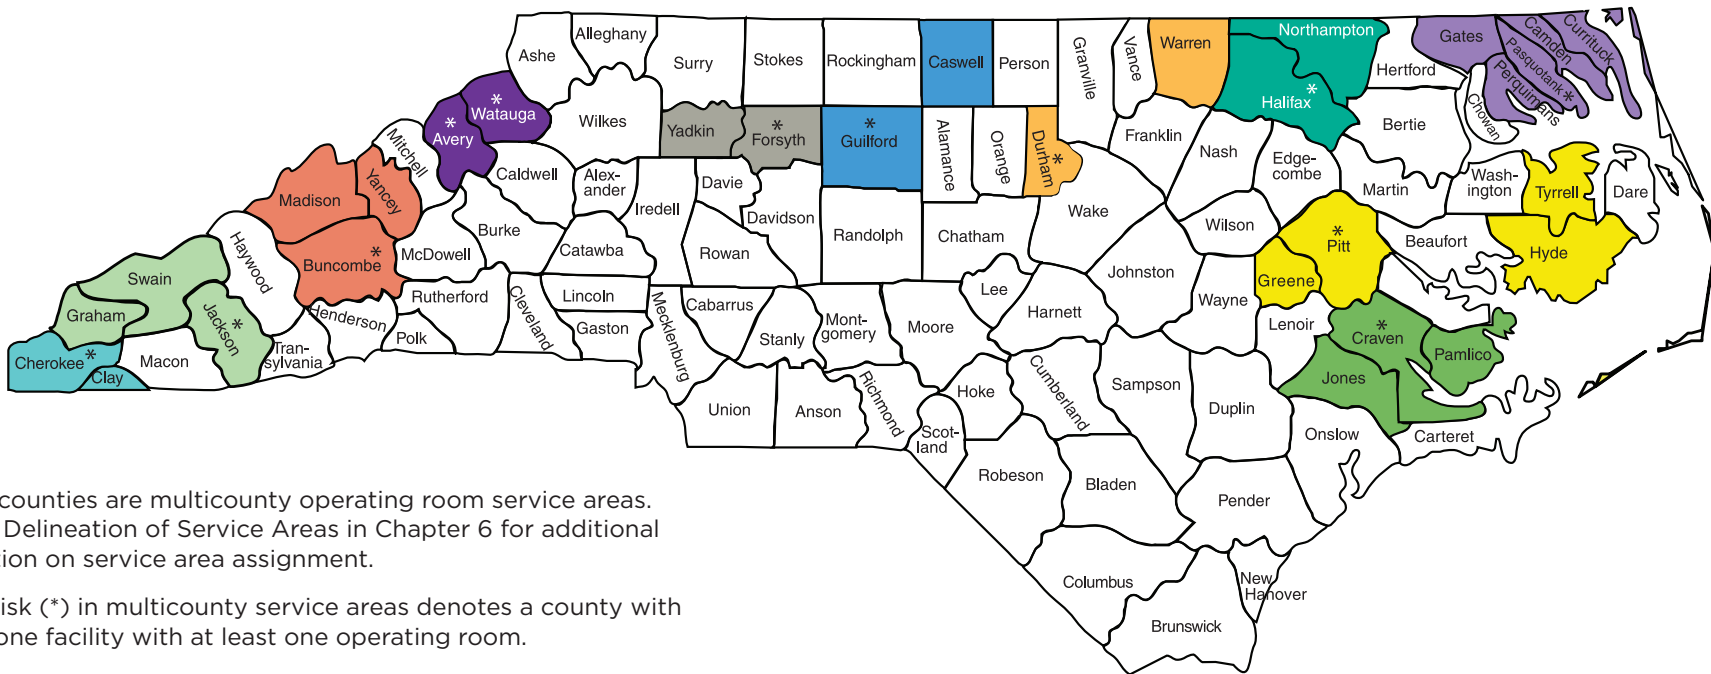 Alleghany
Ashe
Surry
Stokes
Rockingham
Caswell
Person
Granville
Vance
Warren
Northampton
Hertford
Gates
Camden
Currituck
Pasquotank*
Perquimans
Chowan
*
Watauga
*
Avery
Mitchell
Wilkes
Yadkin
*
Forsyth
*
Guilford
Alamance
Orange
Durham*
Franklin
Nash
*
Halifax
Edge-
combe
Bertie
Martin
Wash-
ington
Tyrrell
Dare
Madison
Yancey
Caldwell
Alex-
ander
Iredell
Davie
Davidson
Randolph
Chatham
Wake
Wilson
*
Pitt
Greene
Beaufort
Hyde
Haywood
Buncombe*
McDowell
Burke
Catawba
Rowan
Johnston
Wayne
Lenoir
*
Craven
Pamlico
Jones
Swain
Graham
Jackson*
Cherokee*
Clay
Macon
Tran-
sylvania
Henderson
Polk
Rutherford
Cleveland
Lincoln
Gaston
Mecklenburg
Cabarrus
Stanly
Mont-
gomery
Moore
Lee
Harnett
Cumberland
Sampson
Duplin
Onslow
Carteret
Union
Anson
Richmond
Scot-
land
Hoke
Robeson
Bladen
Pender
Columbus
Brunswick
New
Hanover
counties are multicounty operating room service areas.
Delineation of Service Areas in Chapter 6 for additional
tion on service area assignment.
risk (*) in multicounty service areas denotes a county with
one facility with at least one operating room.